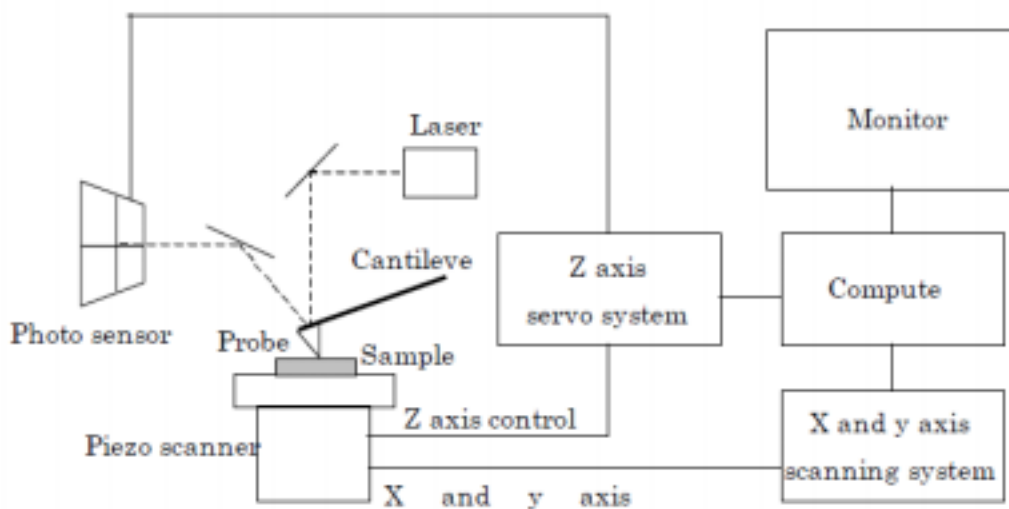 Monitor
Laser
Cantileve
Z axis
servo system
Compute
Photo sensor
Probe
Sample
Z axis control
X and y axis
scanning system
Piezo scanner
X and y axis